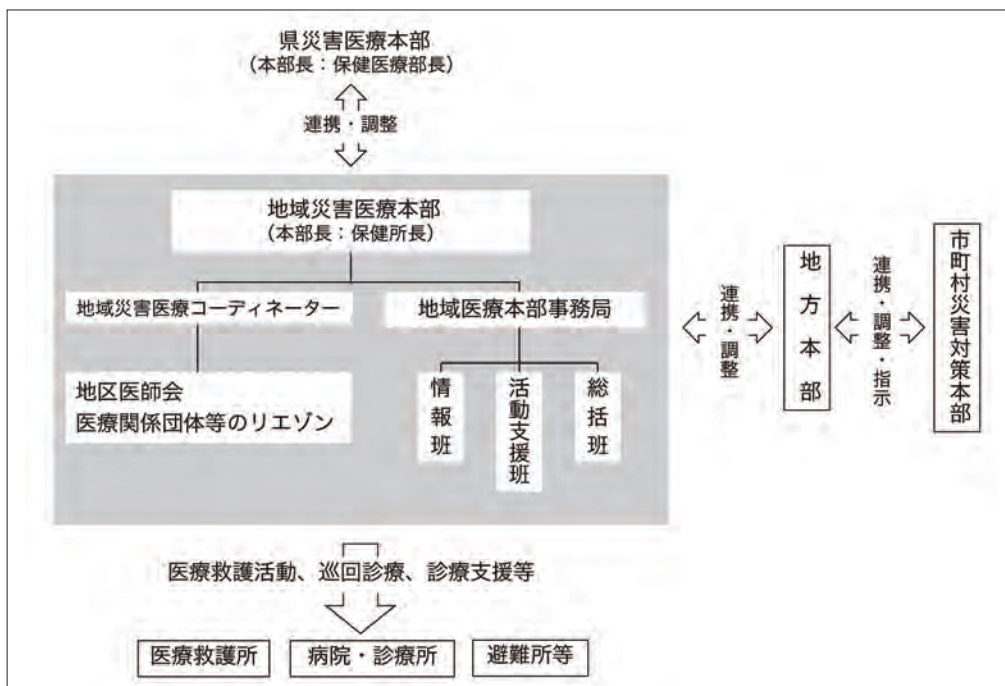 県災害医療本部
（本部長：保健医療部長）
連携・調整
地域災害医療本部
（本部長：保健所長）
地域災害医療コーディネーター
地域医療本部事務局
地区医師会
医療関係団体等のリエゾン
情報班
活動支援班
総括班
連携・調整
地方本部
連携・調整・指示
市町村災害対策本部
医療救護活動、巡回診療、診療支援等
医療救護所
病院・診療所
避難所等